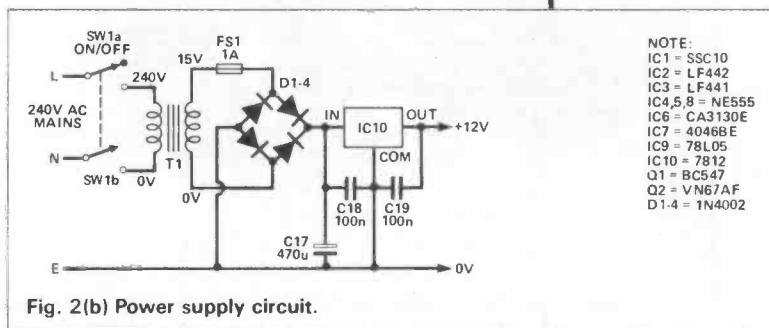 SW1a
ON/OFF
L
240V
240V AC
MAINS
N
SW1b
0V
T1
15V
FS1
1A
D1-4
0V
IN
IC10
OUT
COM
+12V
C18
100n
C19
100n
C17
470u
E
0V
NOTE:
IC1 = SSC10
IC2 = LF442
IC3 = LF441
IC4,5,8 = NE555
IC6 = CA3130E
IC7 = 4046BE
IC9 = 78L05
IC10 = 7812
Q1 = BC547
Q2 = VN67AF
D1-4 = 1N4002
Fig. 2(b) Power supply circuit.